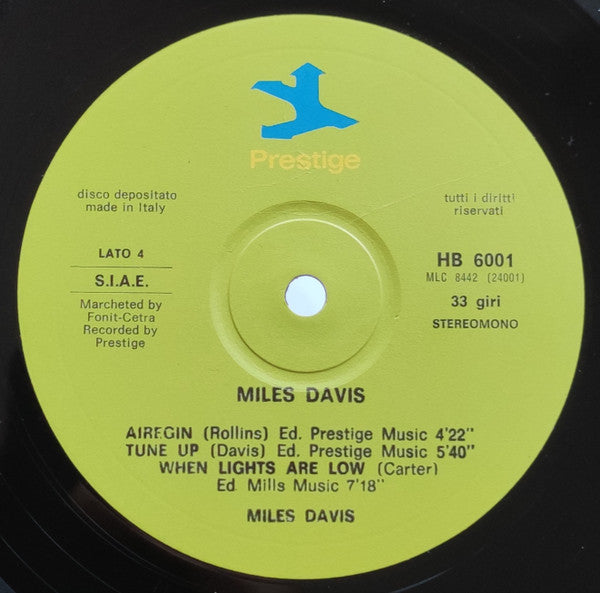 Prestige
disco depositato
made in Italy
tutti i diritti
riservati
LATO 4
S.I.A.E.
Marcheted by
Fonit-Cetra
Recorded by
Prestige
HB 6001
MLC 8442 (24001)
33 giri
STEREOMONO
MILES DAVIS
AIREGIN (Rollins) Ed. Prestige Music 4'22"
TUNE UP (Davis) Ed. Prestige Music 5'40"
WHEN LIGHTS ARE LOW (Carter)
Ed. Mills Music 7'18"
MILES DAVIS